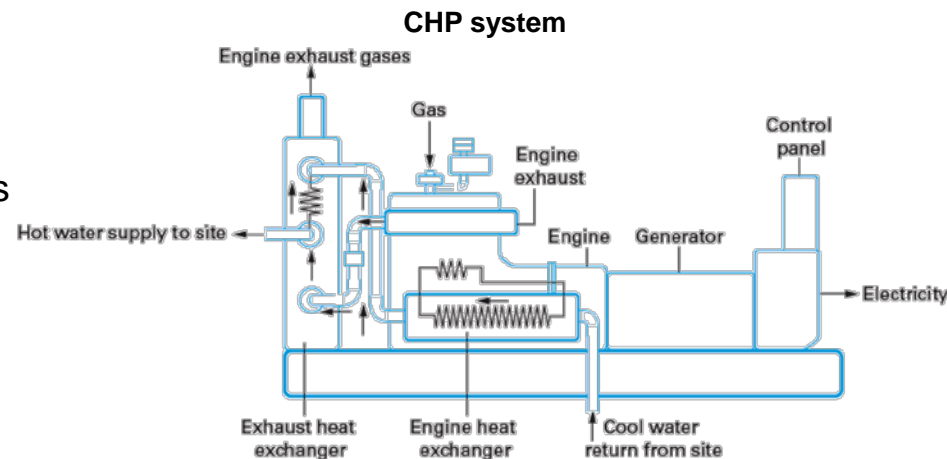 CHP system
Engine exhaust gases
Gas
Control
panel
Engine
exhaust
s
Hot water supply to site
Engine
Generator
Electricity
Exhaust heat
exchanger
Engine heat
exchanger
Cool water
return from site